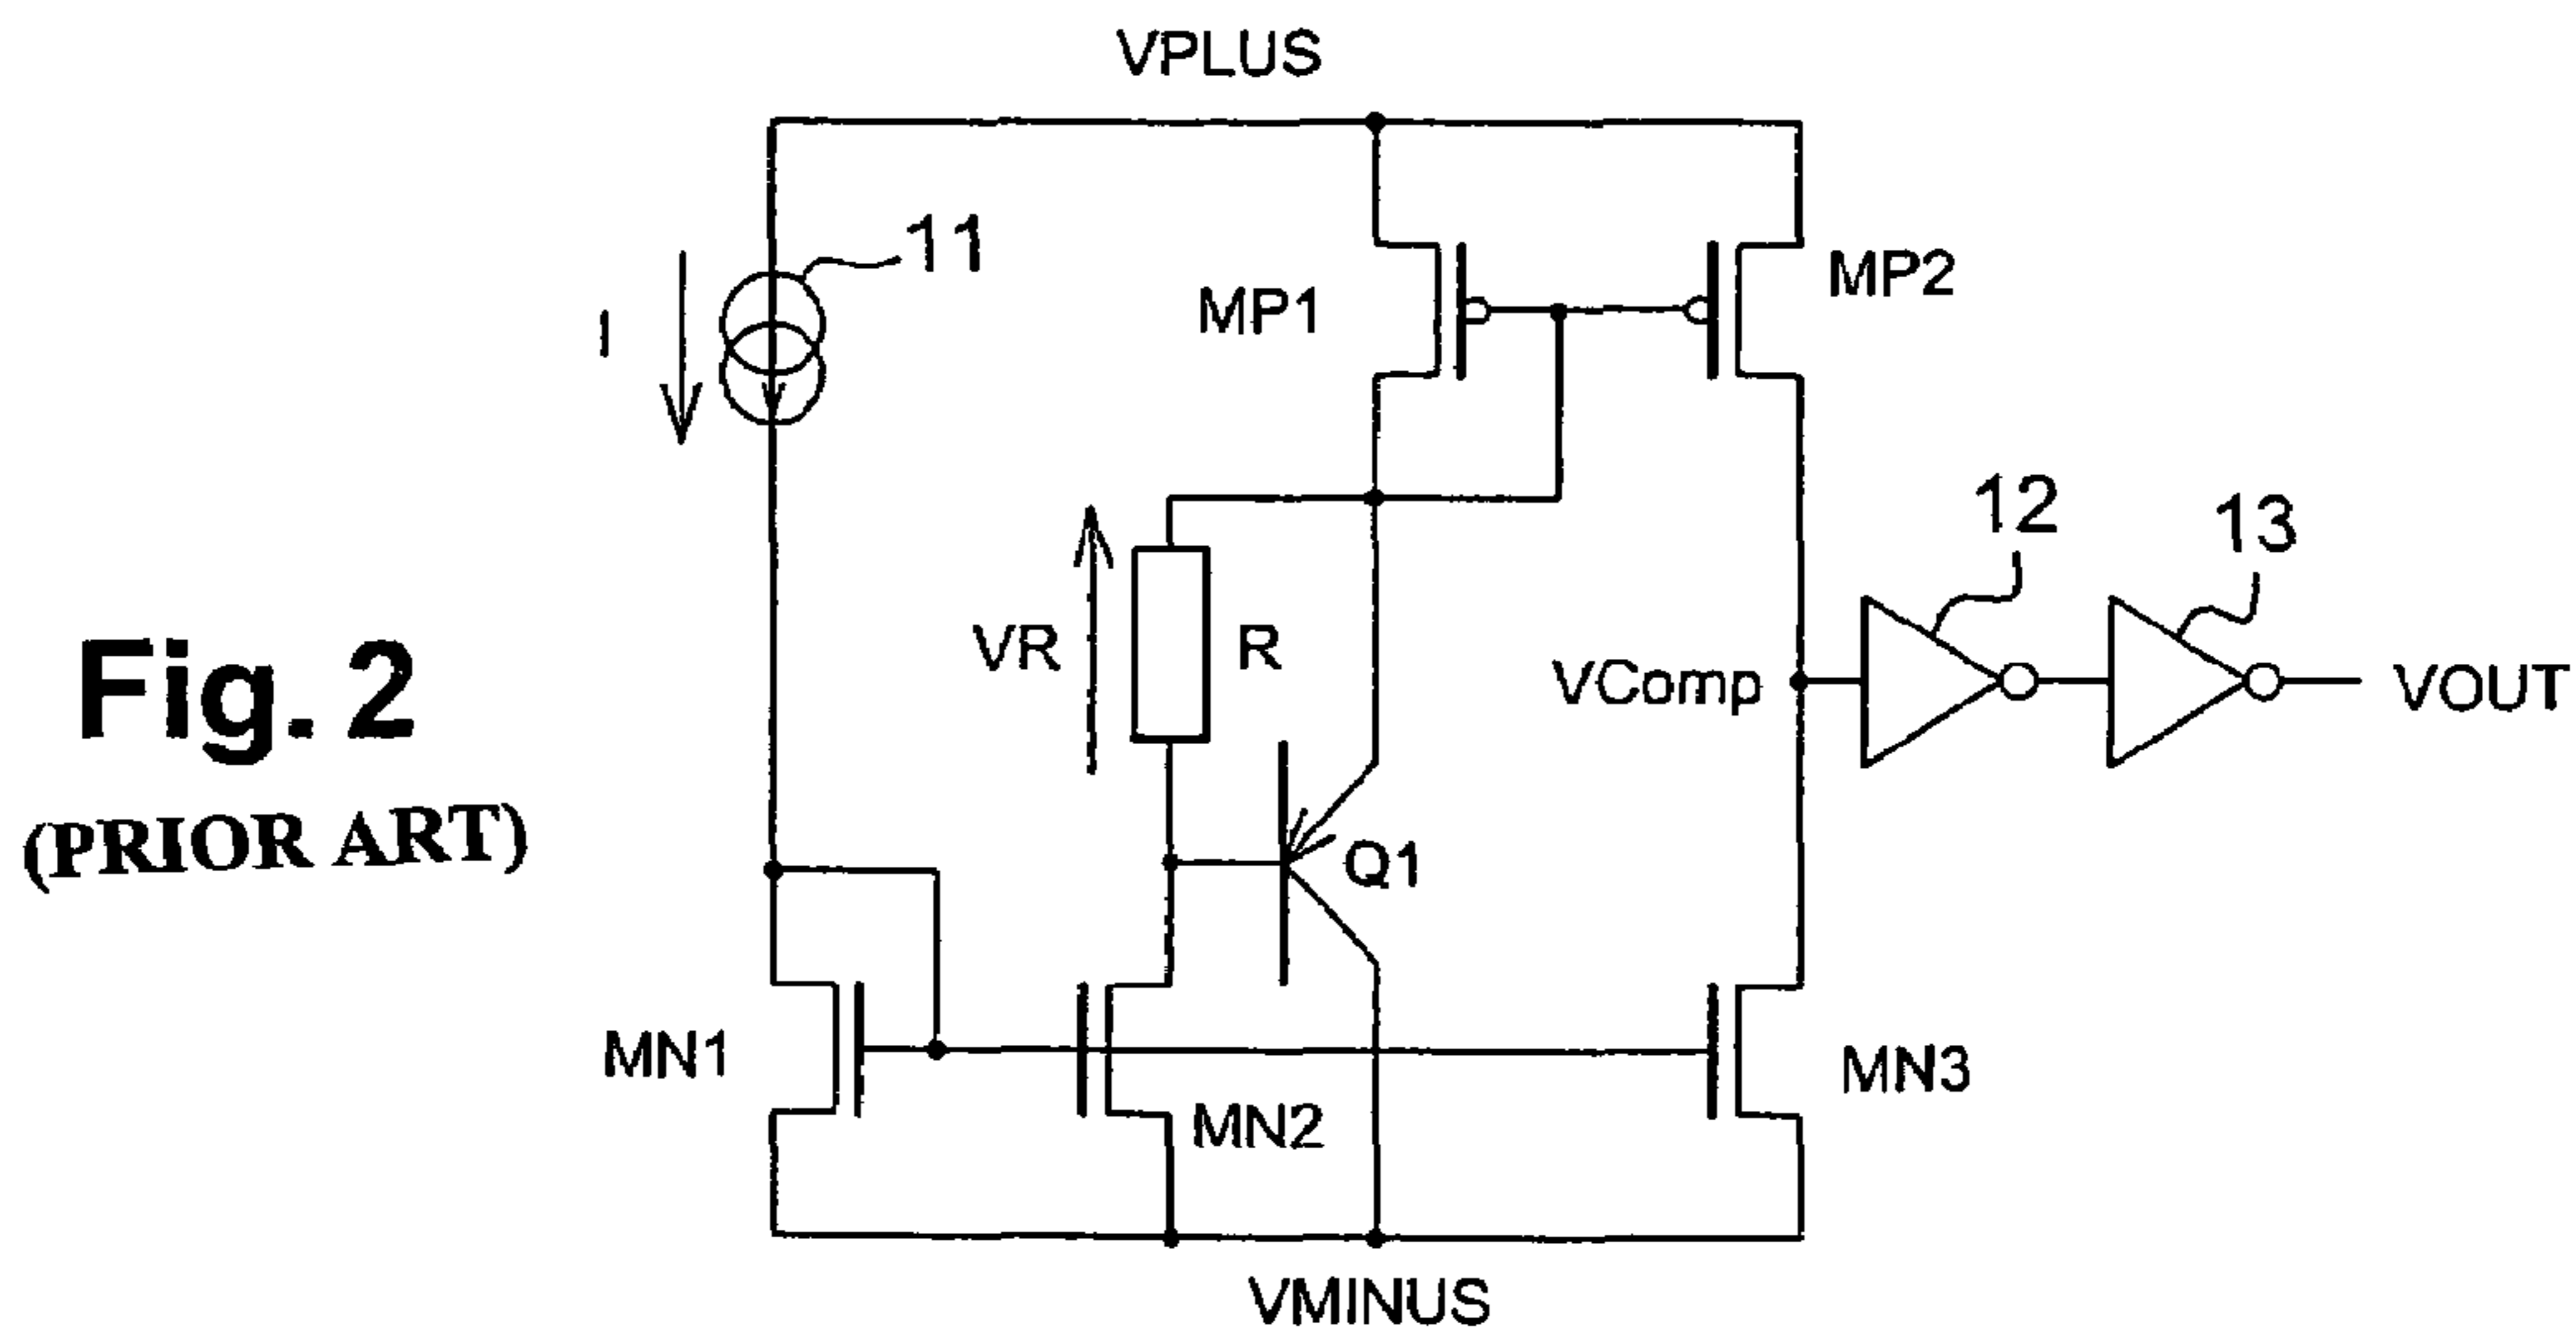 VPLUS
11
I
MP1
MP2
12
13
VR
R
VComp
VOUT
Fig. 2
(PRIOR ART)
Q1
MN1
MN2
MN3
VMINUS